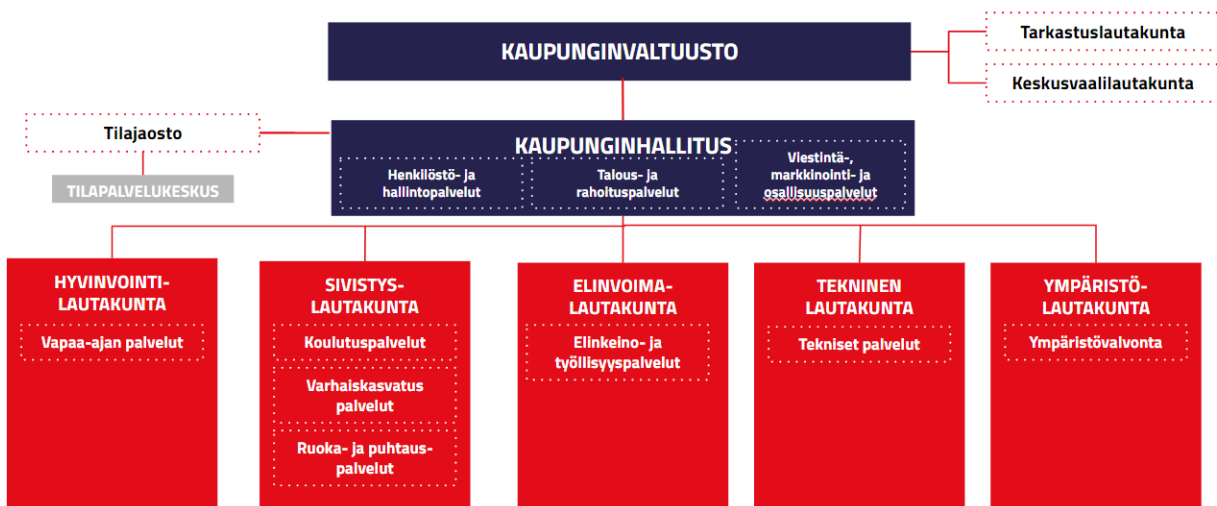 KAUPUNGINVALTUUSTO
Tarkastuslautakunta
Keskusvaalilautakunta
Tilajaosto
TILAPALVELUKESKUS
KAUPUNGINHALLITUS
Henkilöstö- ja
hallintopalvelut
Talous- ja
rahoituspalvelut
Viestintä-,
markkinointi- ja
osallisuuspalvelut
HYVINVOINTI-
LAUTAKUNTA
Vapaa-ajan palvelut
SIVISTYS-
LAUTAKUNTA
Koulutuspalvelut
Varhaiskasvatus
palvelut
Ruoka- ja puhtaus-
palvelut
ELINVOIMA-
LAUTAKUNTA
Elinkeino- ja
työllisyyspalvelut
TEKNINEN
LAUTAKUNTA
Tekniset palvelut
YMPÄRISTÖ-
LAUTAKUNTA
Ympäristövalvonta